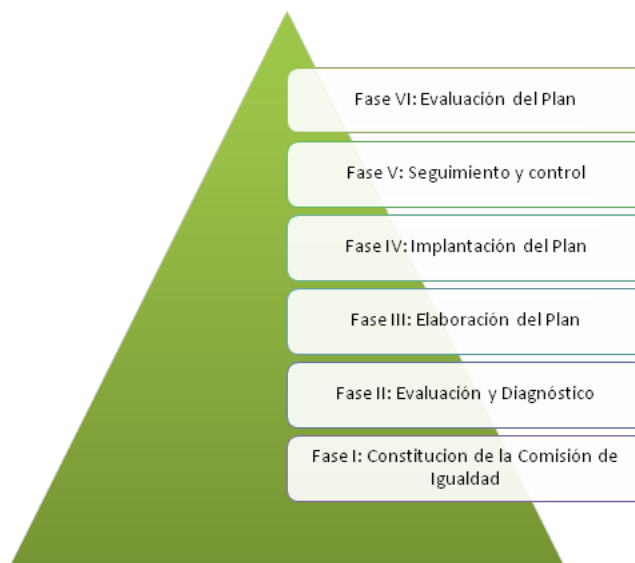 Fase VI: Evaluación del Plan
Fase V: Seguimiento y control
Fase IV: Implantación del Plan
Fase III: Elaboración del Plan
Fase II: Evaluación y Diagnóstico
Fase I: Constitucion de la Comisión de
Igualdad